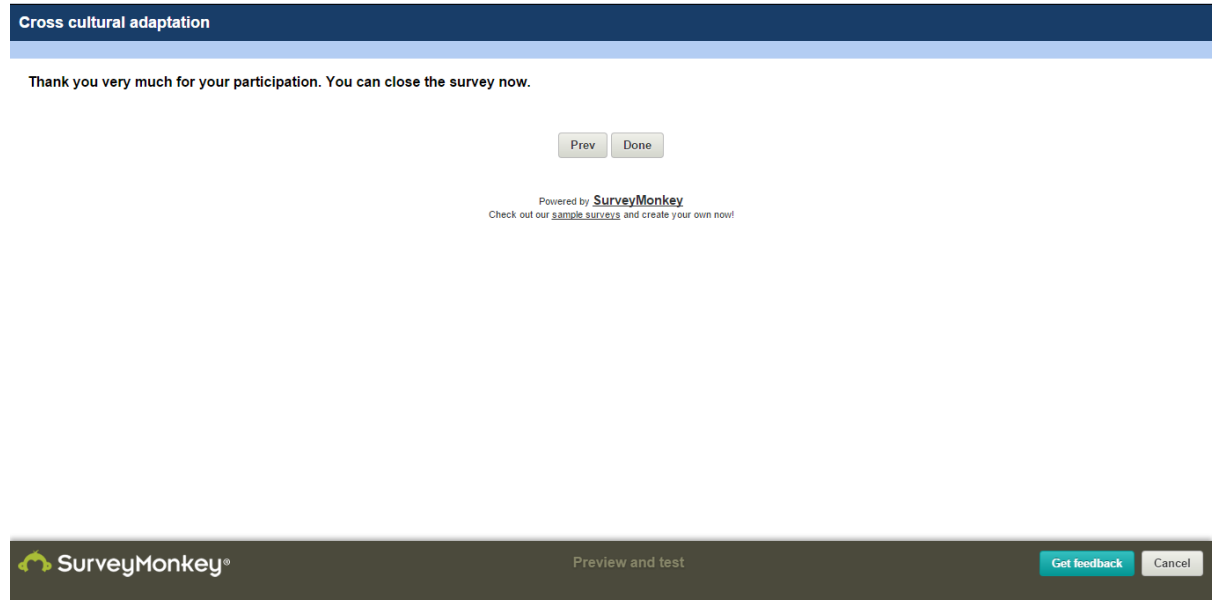 Cross cultural adaptation
Thank you very much for your participation. You can close the survey now.
Prev Done
Powered by SurveyMonkey
Check out our sample surveys and create your own now!
SurveyMonkey® Preview and test Get feedback Cancel